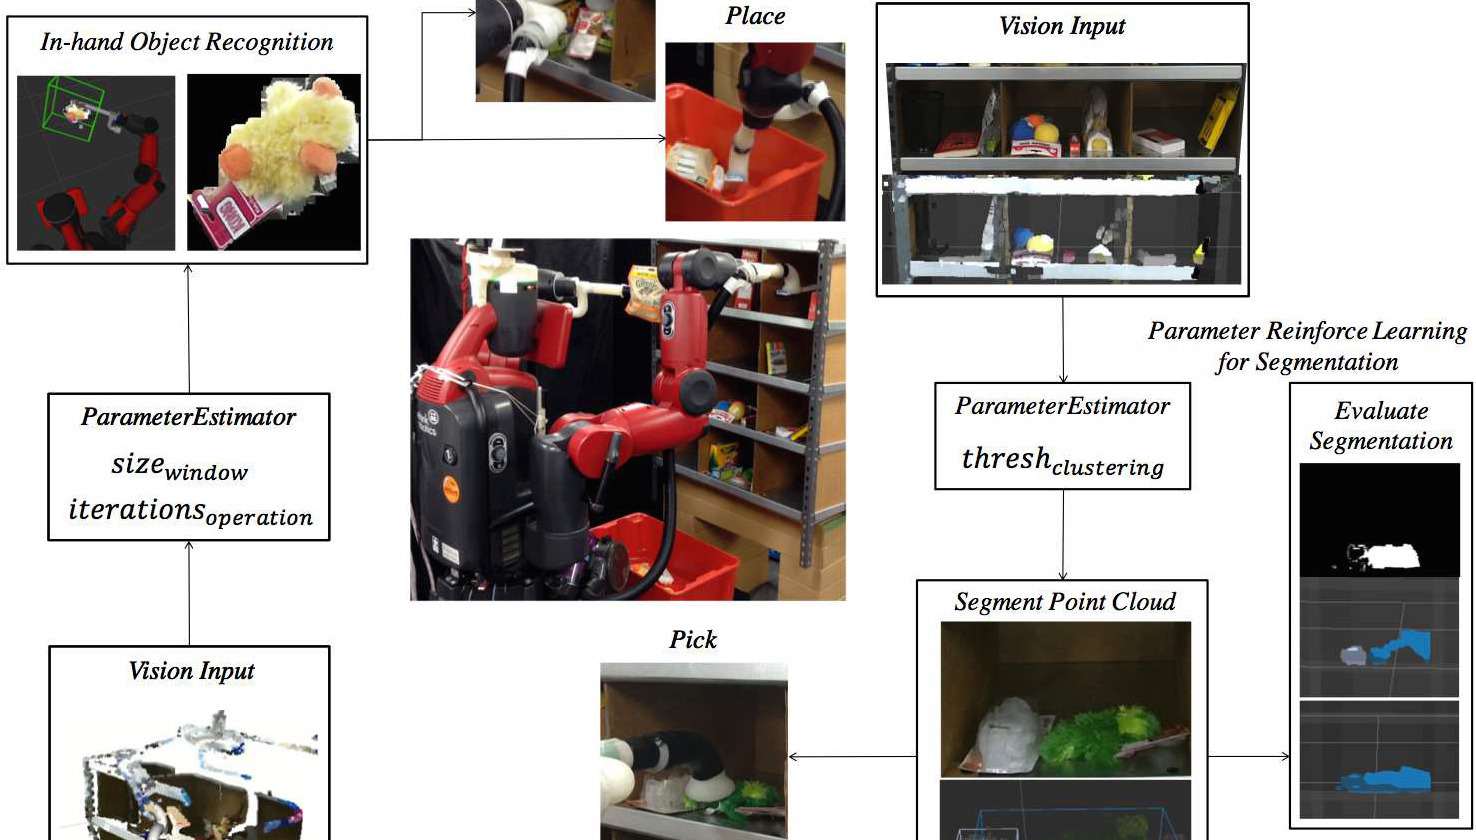 In-hand Object Recognition
Place
Vision Input
KONG
Parameter Reinforce Learning
for Segmentation
ParameterEstimator
size_window
iterations_operation
ParameterEstimator
thresh_clustering
Evaluate
Segmentation
Segment Point Cloud
Pick
Vision Input